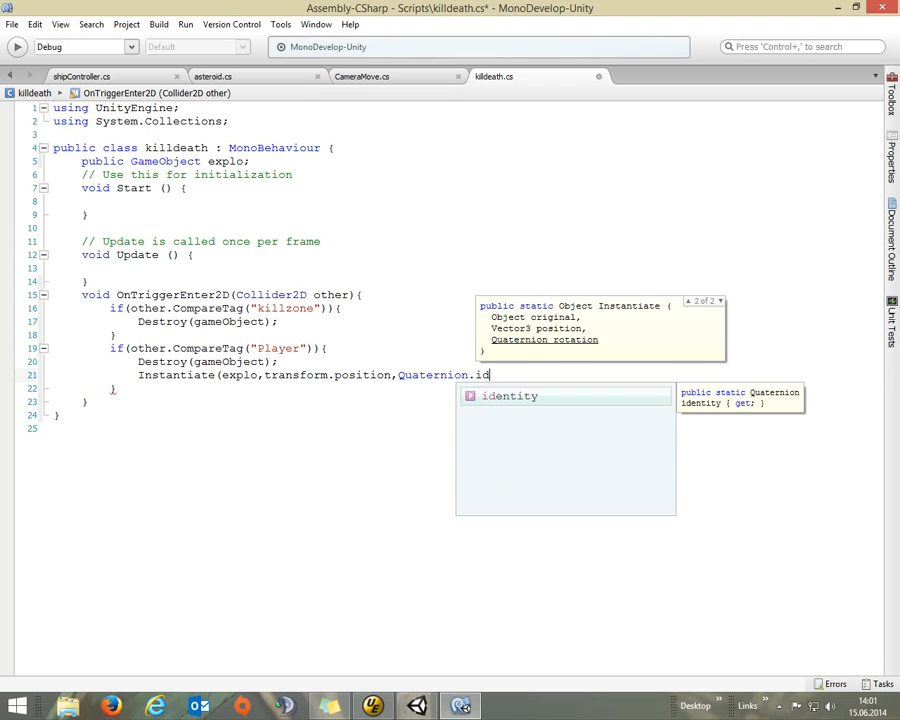 Assembly-CSharp - Scripts\killdeath.cs* - MonoDevelop-Unity
File Edit View Search Project Build Run Version Control Tools Window Help
Debug Default MonoDevelop-Unity Press 'Control+,' to search
shipController.cs asteroid.cs CameraMove.cs killdeath.cs
killdeath OnTriggerEnter2D (Collider2D other)
1 using UnityEngine;
2 using System.Collections;
3
4 public class killdeath : MonoBehaviour {
5 public GameObject explo;
6 // Use this for initialization
7 void Start () {
8
9 }
10
11 // Update is called once per frame
12 void Update () {
13
14 }
15 void OnTriggerEnter2D(Collider2D other){
16 if(other.CompareTag("killzone")){
17 Destroy(gameObject);
18 }
19 if(other.CompareTag("Player")){
20 Destroy(gameObject);
21 Instantiate(explo,transform.position,Quaternion.id
22 }
23 }
24 }
25
public static Object Instantiate (
Object original,
Vector3 position,
Quaternion rotation
)
2 of 2
identity
public static Quaternion
identity { get; }
Toolbox
Properties
Document Outline
Unit Tests
Errors Tasks
Desktop » Links » 14:01
15.06.2014